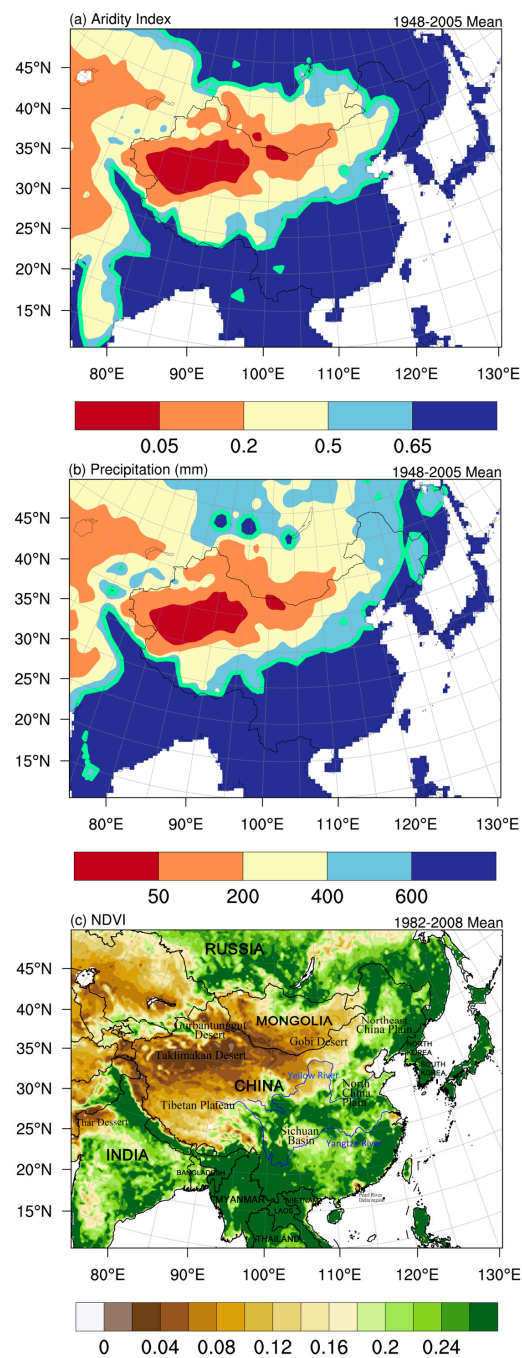 (a) Aridity Index 1948-2005 Mean
45°N
40°N
35°N
30°N
25°N
20°N
15°N
80°E 90°E 100°E 110°E 120°E 130°E
0.05 0.2 0.5 0.65
(b) Precipitation (mm) 1948-2005 Mean
45°N
40°N
35°N
30°N
25°N
20°N
15°N
80°E 90°E 100°E 110°E 120°E 130°E
50 200 400 600
(c) NDVI 1982-2008 Mean
RUSSIA
45°N
40°N
35°N
30°N
25°N
20°N
15°N
MONGOLIA
Gurbantunggut
Desert
Northeast
China Plain
Gobi Desert
Taklimakan Desert
NORTH
KOREA
SOUTH
KOREA
Yellow River
CHINA
North
China
Plain
Tibetan Plateau
Thar Dessert
Sichuan
Basin
Yangtze River
INDIA
BANGLADESH
MYANMAR
VIETNAM
LAOS
Pearl River
Delta region
THAILAND
80°E 90°E 100°E 110°E 120°E 130°E
0 0.04 0.08 0.12 0.16 0.2 0.24